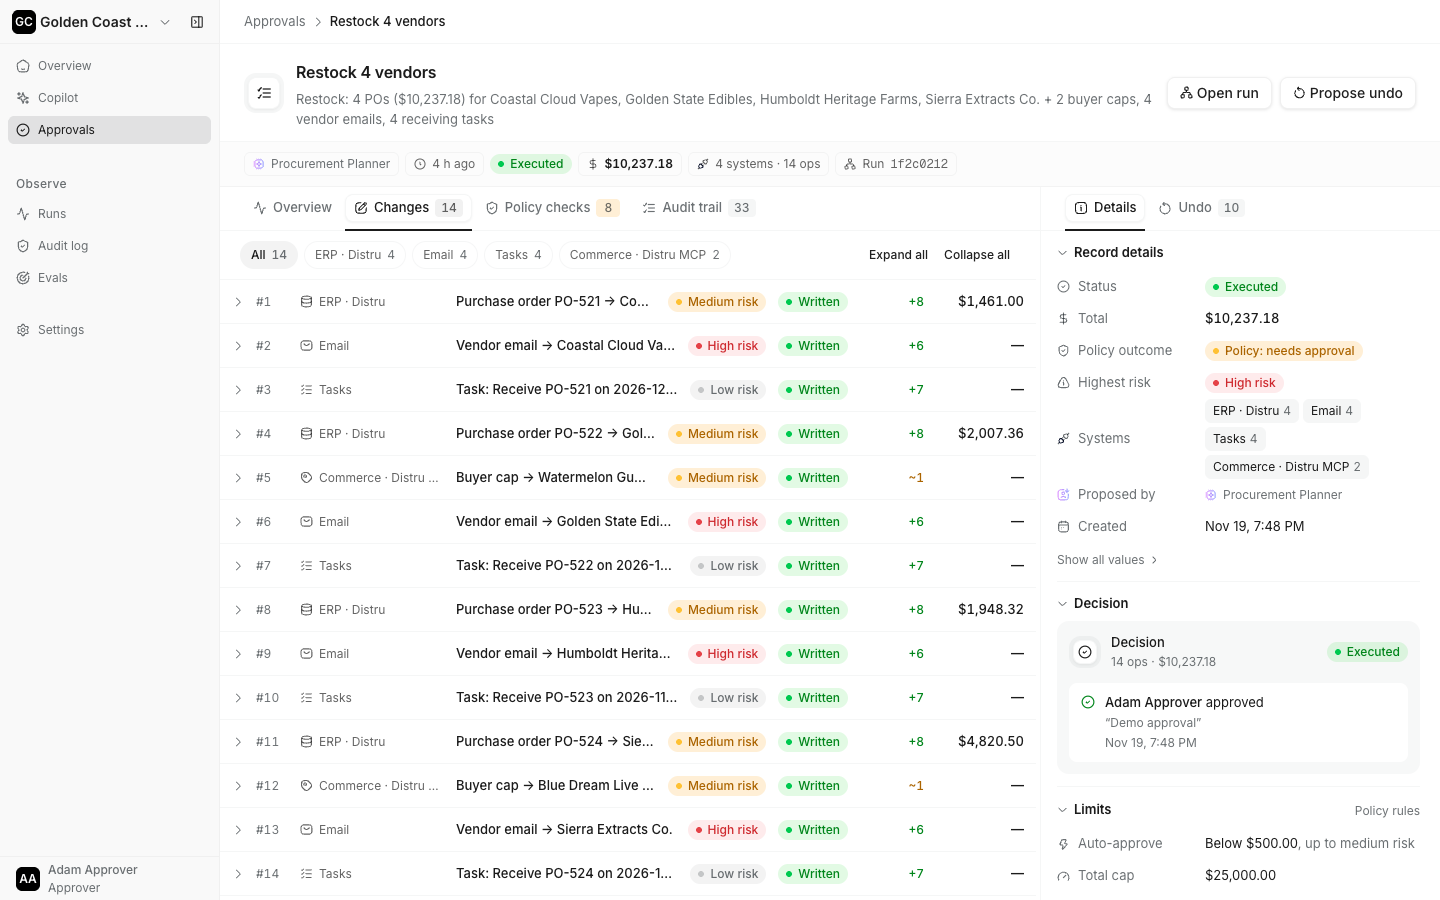 GC Golden Coast ...
Overview
Copilot
Approvals
Observe
Runs
Audit log
Evals
Settings
AA
Adam Approver
Approver
Approvals > Restock 4 vendors
Restock 4 vendors
Restock: 4 POs ($10,237.18) for Coastal Cloud Vapes, Golden State Edibles, Humboldt Heritage Farms, Sierra Extracts Co. + 2 buyer caps, 4
vendor emails, 4 receiving tasks
Open run
Propose undo
Procurement Planner
4 h ago
Executed
$ $10,237.18
4 systems · 14 ops
Run 1f2c0212
Overview
Changes 14
Policy checks 8
Audit trail 33
All 14
ERP · Distru 4
Email 4
Tasks 4
Commerce · Distru MCP 2
Expand all
Collapse all
#1 ERP · Distru Purchase order PO-521 → Co... Medium risk Written +8 $1,461.00
#2 Email Vendor email → Coastal Cloud Va... High risk Written +6 —
#3 Tasks Task: Receive PO-521 on 2026-12... Low risk Written +7 —
#4 ERP · Distru Purchase order PO-522 → Gol... Medium risk Written +8 $2,007.36
#5 Commerce · Distru ... Buyer cap → Watermelon Gu... Medium risk Written ~1 —
#6 Email Vendor email → Golden State Edi... High risk Written +6 —
#7 Tasks Task: Receive PO-522 on 2026-1... Low risk Written +7 —
#8 ERP · Distru Purchase order PO-523 → Hu... Medium risk Written +8 $1,948.32
#9 Email Vendor email → Humboldt Herita... High risk Written +6 —
#10 Tasks Task: Receive PO-523 on 2026-11... Low risk Written +7 —
#11 ERP · Distru Purchase order PO-524 → Sie... Medium risk Written +8 $4,820.50
#12 Commerce · Distru ... Buyer cap → Blue Dream Live ... Medium risk Written ~1 —
#13 Email Vendor email → Sierra Extracts Co. High risk Written +6 —
#14 Tasks Task: Receive PO-524 on 2026-1... Low risk Written +7 —
Details
Undo 10
Record details
Status Executed
$ Total $10,237.18
Policy outcome Policy: needs approval
Highest risk High risk
Systems
ERP · Distru 4 Email 4
Tasks 4
Commerce · Distru MCP 2
Proposed by Procurement Planner
Created Nov 19, 7:48 PM
Show all values
Decision
Decision
14 ops · $10,237.18
Executed
Adam Approver approved
“Demo approval”
Nov 19, 7:48 PM
Limits
Policy rules
Auto-approve Below $500.00, up to medium risk
Total cap $25,000.00